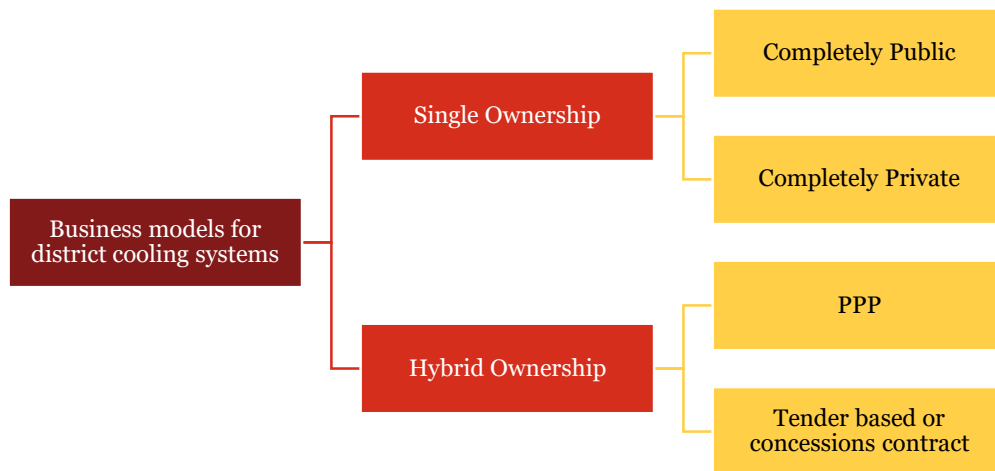 Business models for
district cooling systems
Single Ownership
Completely Public
Completely Private
Hybrid Ownership
PPP
Tender based or
concessions contract